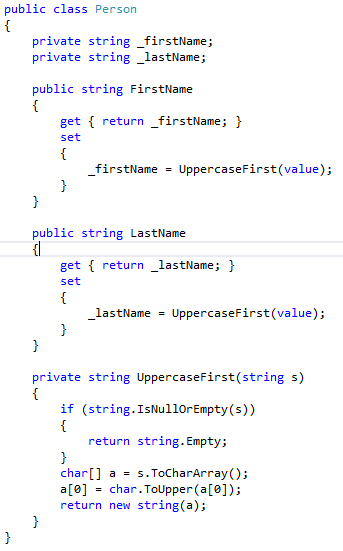 public class Person
{
    private string _firstName;
    private string _lastName;

    public string FirstName
    {
        get { return _firstName; }
        set
        {
            _firstName = UppercaseFirst(value);
        }
    }

    public string LastName
    {
        get { return _lastName; }
        set
        {
            _lastName = UppercaseFirst(value);
        }
    }

    private string UppercaseFirst(string s)
    {
        if (string.IsNullOrEmpty(s))
        {
            return string.Empty;
        }
        char[] a = s.ToCharArray();
        a[0] = char.ToUpper(a[0]);
        return new string(a);
    }
}